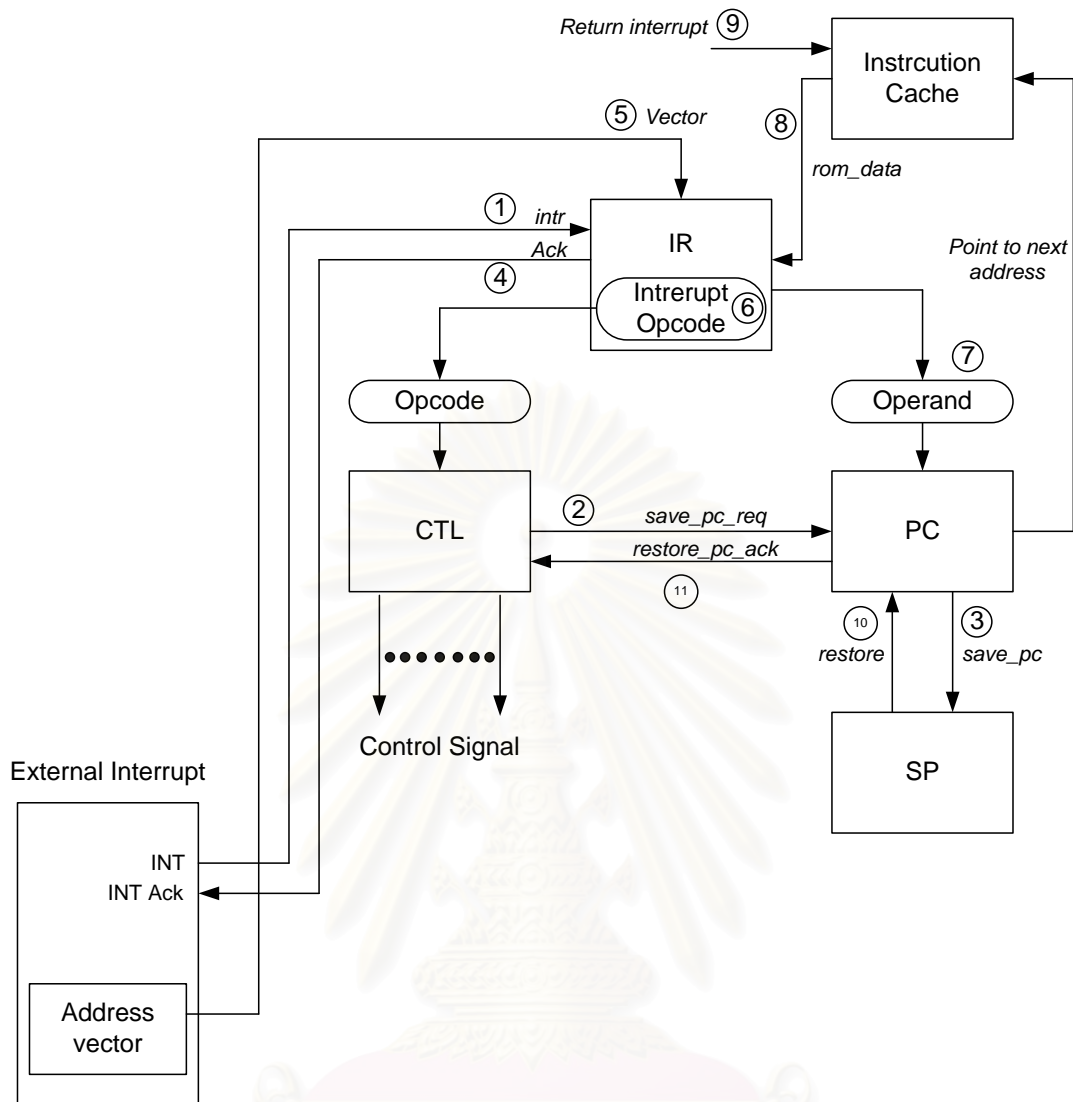 Return interrupt 9
Instrcution
Cache
5 Vector
8
rom_data
1 intr
IR
Ack
4
Point to next
address
Intrerupt
Opcode 6
7
Opcode
Operand
CTL
2 save_pc_req
PC
restore_pc_ack
11
10
3
restore
save_pc
Control Signal
SP
External Interrupt
INT
INT Ack
Address
vector